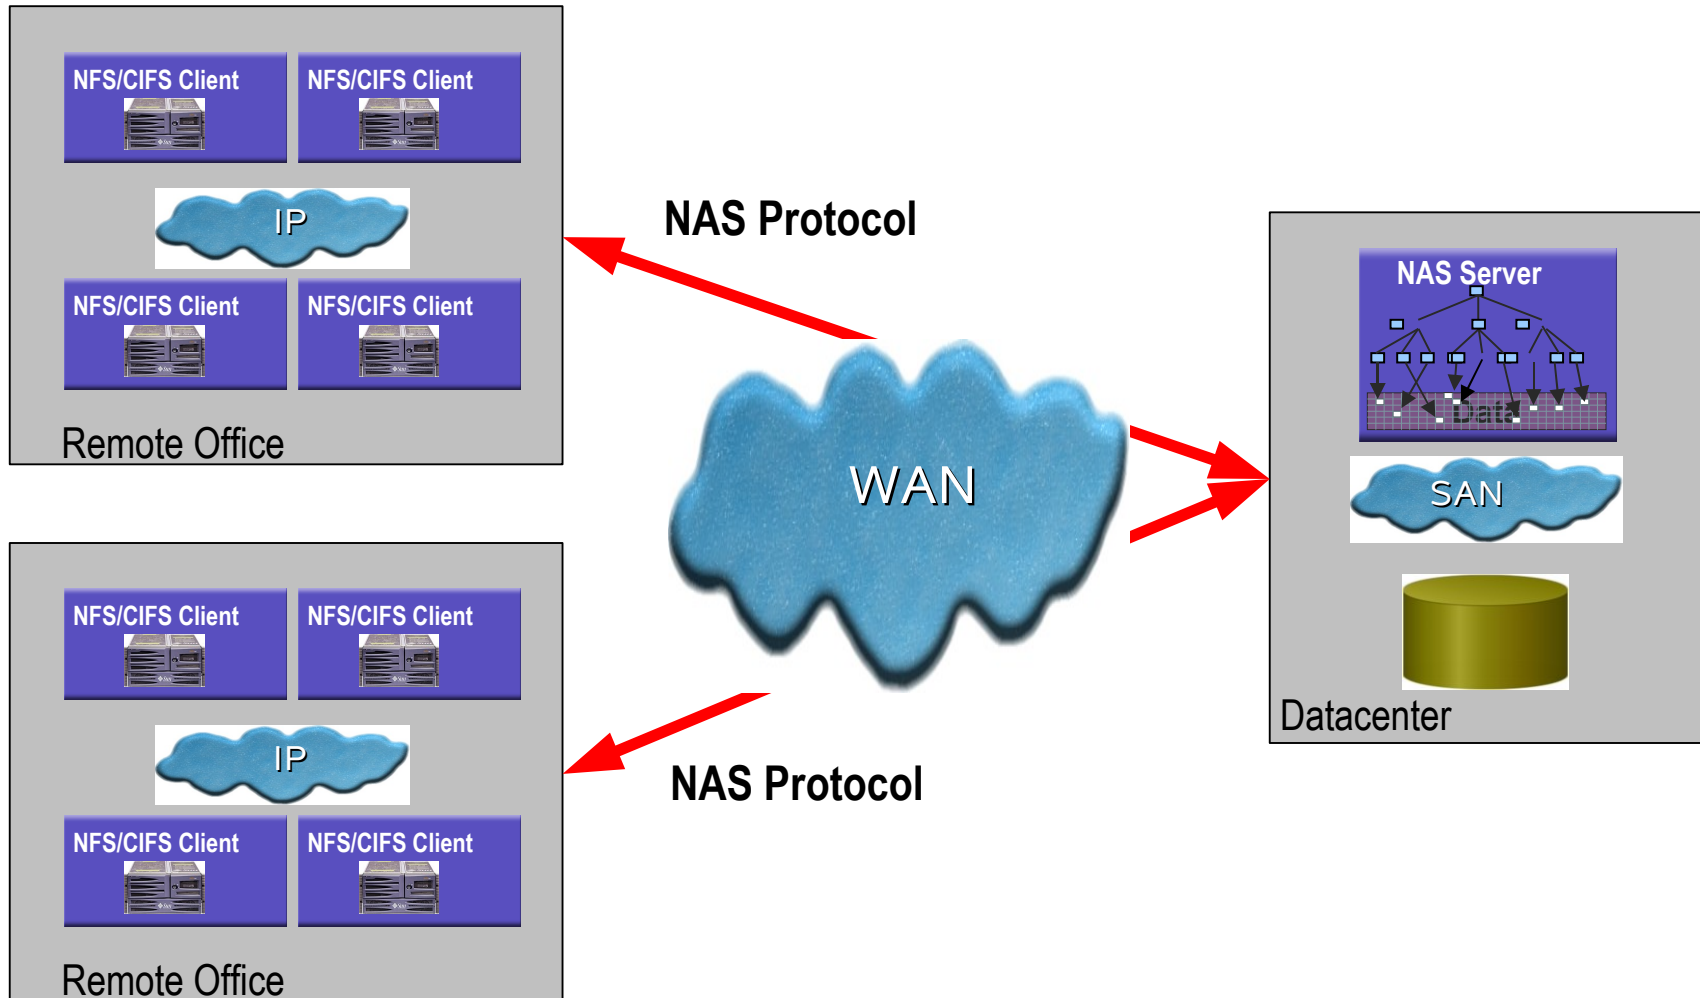 NFS/CIFS Client
NFS/CIFS Client
IP
NFS/CIFS Client
NFS/CIFS Client
Remote Office
NAS Protocol
WAN
NAS Protocol
NAS Server
Data
SAN
Datacenter
NFS/CIFS Client
NFS/CIFS Client
IP
NFS/CIFS Client
NFS/CIFS Client
Remote Office